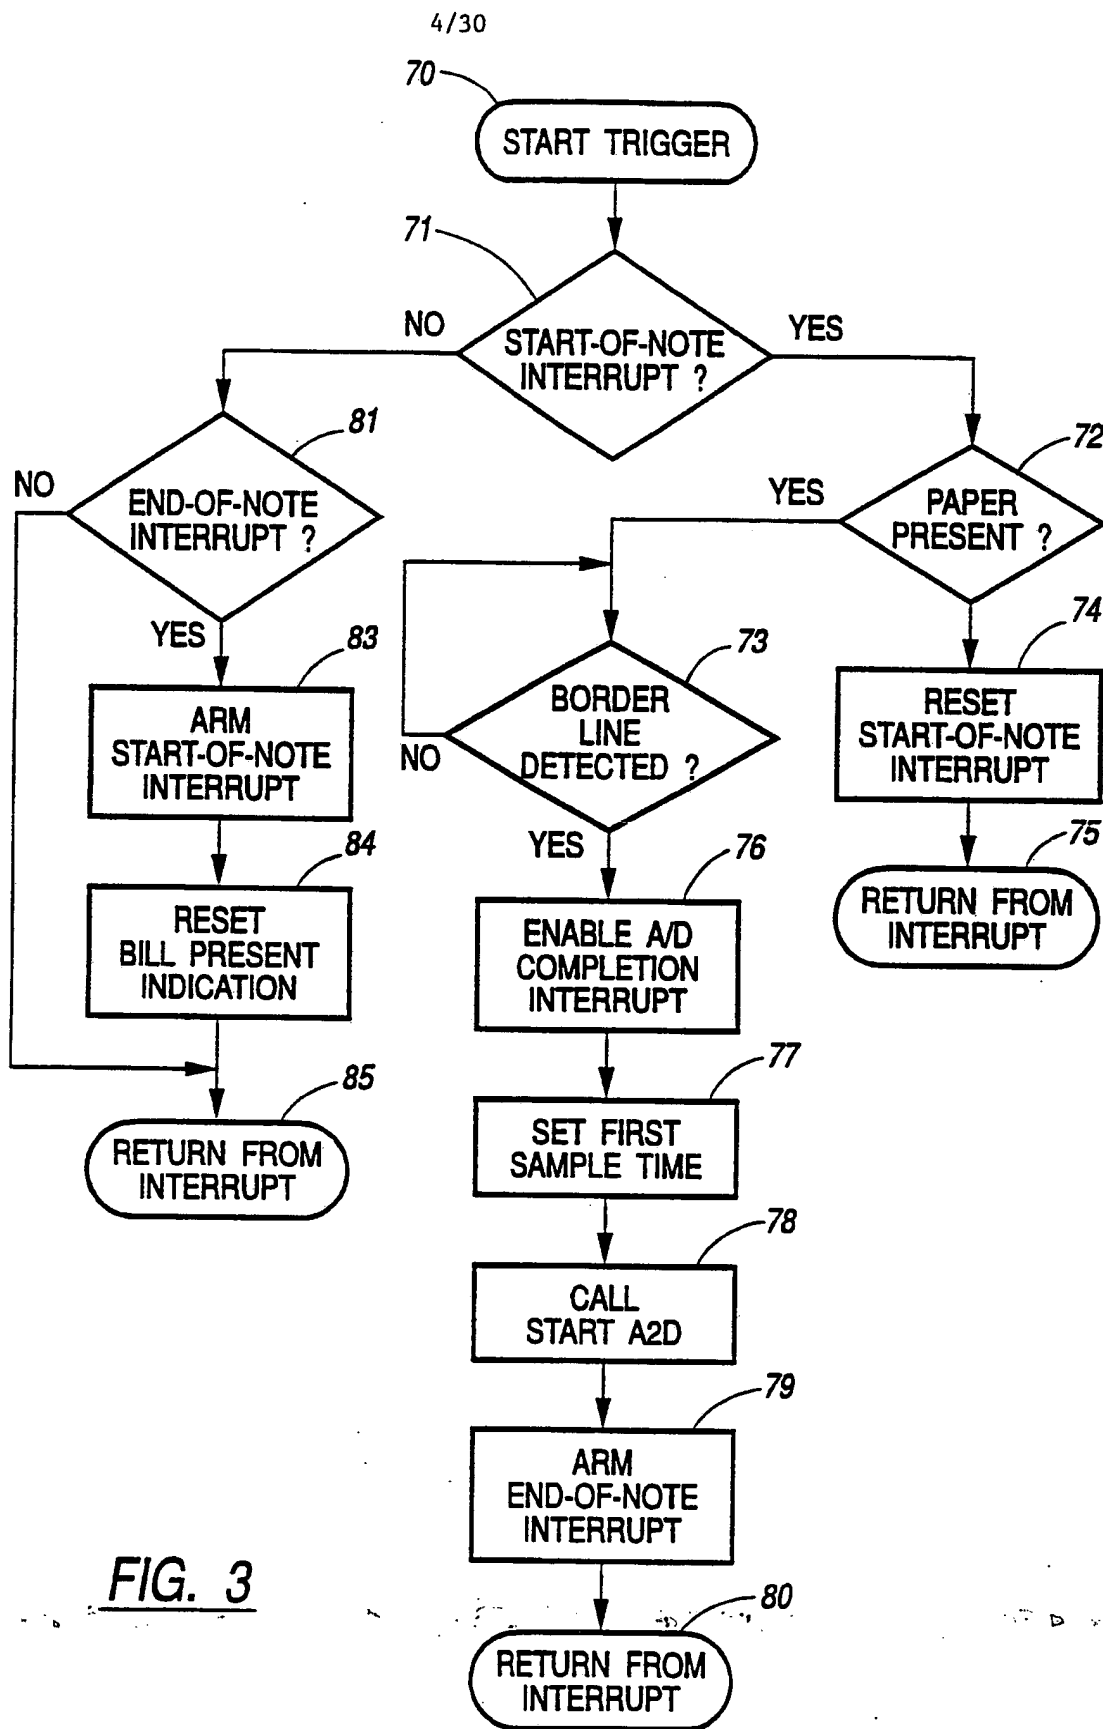 4/30
70
START TRIGGER
71
NO
START-OF-NOTE
INTERRUPT ?
YES
81
NO
END-OF-NOTE
INTERRUPT ?
YES
72
PAPER
PRESENT ?
YES
83
ARM
START-OF-NOTE
INTERRUPT
73
BORDER
LINE
DETECTED ?
NO
YES
74
RESET
START-OF-NOTE
INTERRUPT
84
RESET
BILL PRESENT
INDICATION
76
ENABLE A/D
COMPLETION
INTERRUPT
75
RETURN FROM
INTERRUPT
85
RETURN FROM
INTERRUPT
77
SET FIRST
SAMPLE TIME
78
CALL
START A2D
79
ARM
END-OF-NOTE
INTERRUPT
80
RETURN FROM
INTERRUPT
FIG. 3